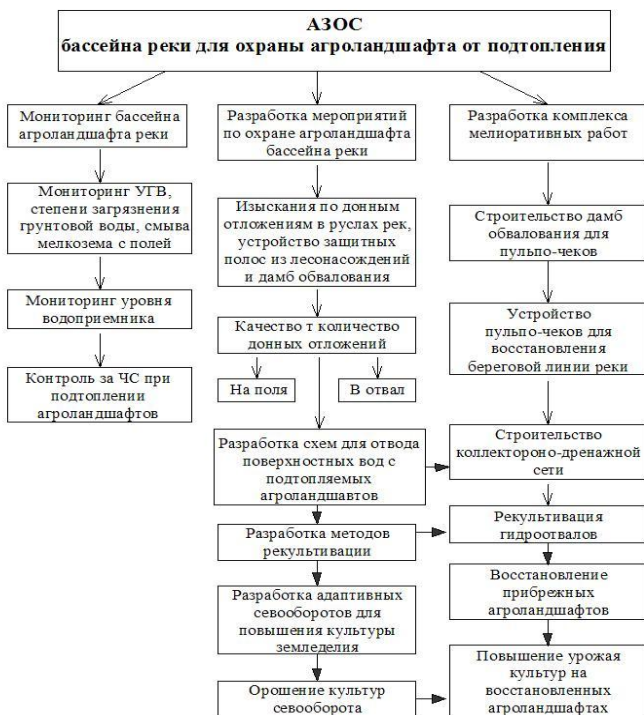 АЗОС
бассейна реки для охраны агроландшафта от подтопления
Мониторинг бассейна
агроландшафта реки
Мониторинг УГВ,
степени загрязнения
грунтовой воды, смыва
мелкозема с полей
Мониторинг уровня
водоприемника
Контроль за ЧС при
подтоплении
агроландшафтов
Разработка мероприятий
по охране агроландшафта
бассейна реки
Изыскания по донным
отложениям в руслах рек,
устройство защитных
полос из лесонасождений
и дамб обвалования
Качество т количество
донных отложений
На поля
В отвал
Разработка схем для отвода
поверхностных вод с
подтопляемых
агроландшавтов
Разработка методов
рекультивации
Разработка адаптивных
севооборотов для
повышения культуры
земледелия
Орошение культур
севооборота
Разработка комплекса
мелиоративных работ
Строительство дамб
обвалования для
пульпо-чеков
Устройство
пульпо-чеков для
восстановления
береговой линии реки
Строительство
коллектороно-дренажной
сети
Рекультивация
гидроотвалов
Восстановление
прибрежных
агроландшафтов
Повышение урожая
культур на
восстановленных
агроландшафтах